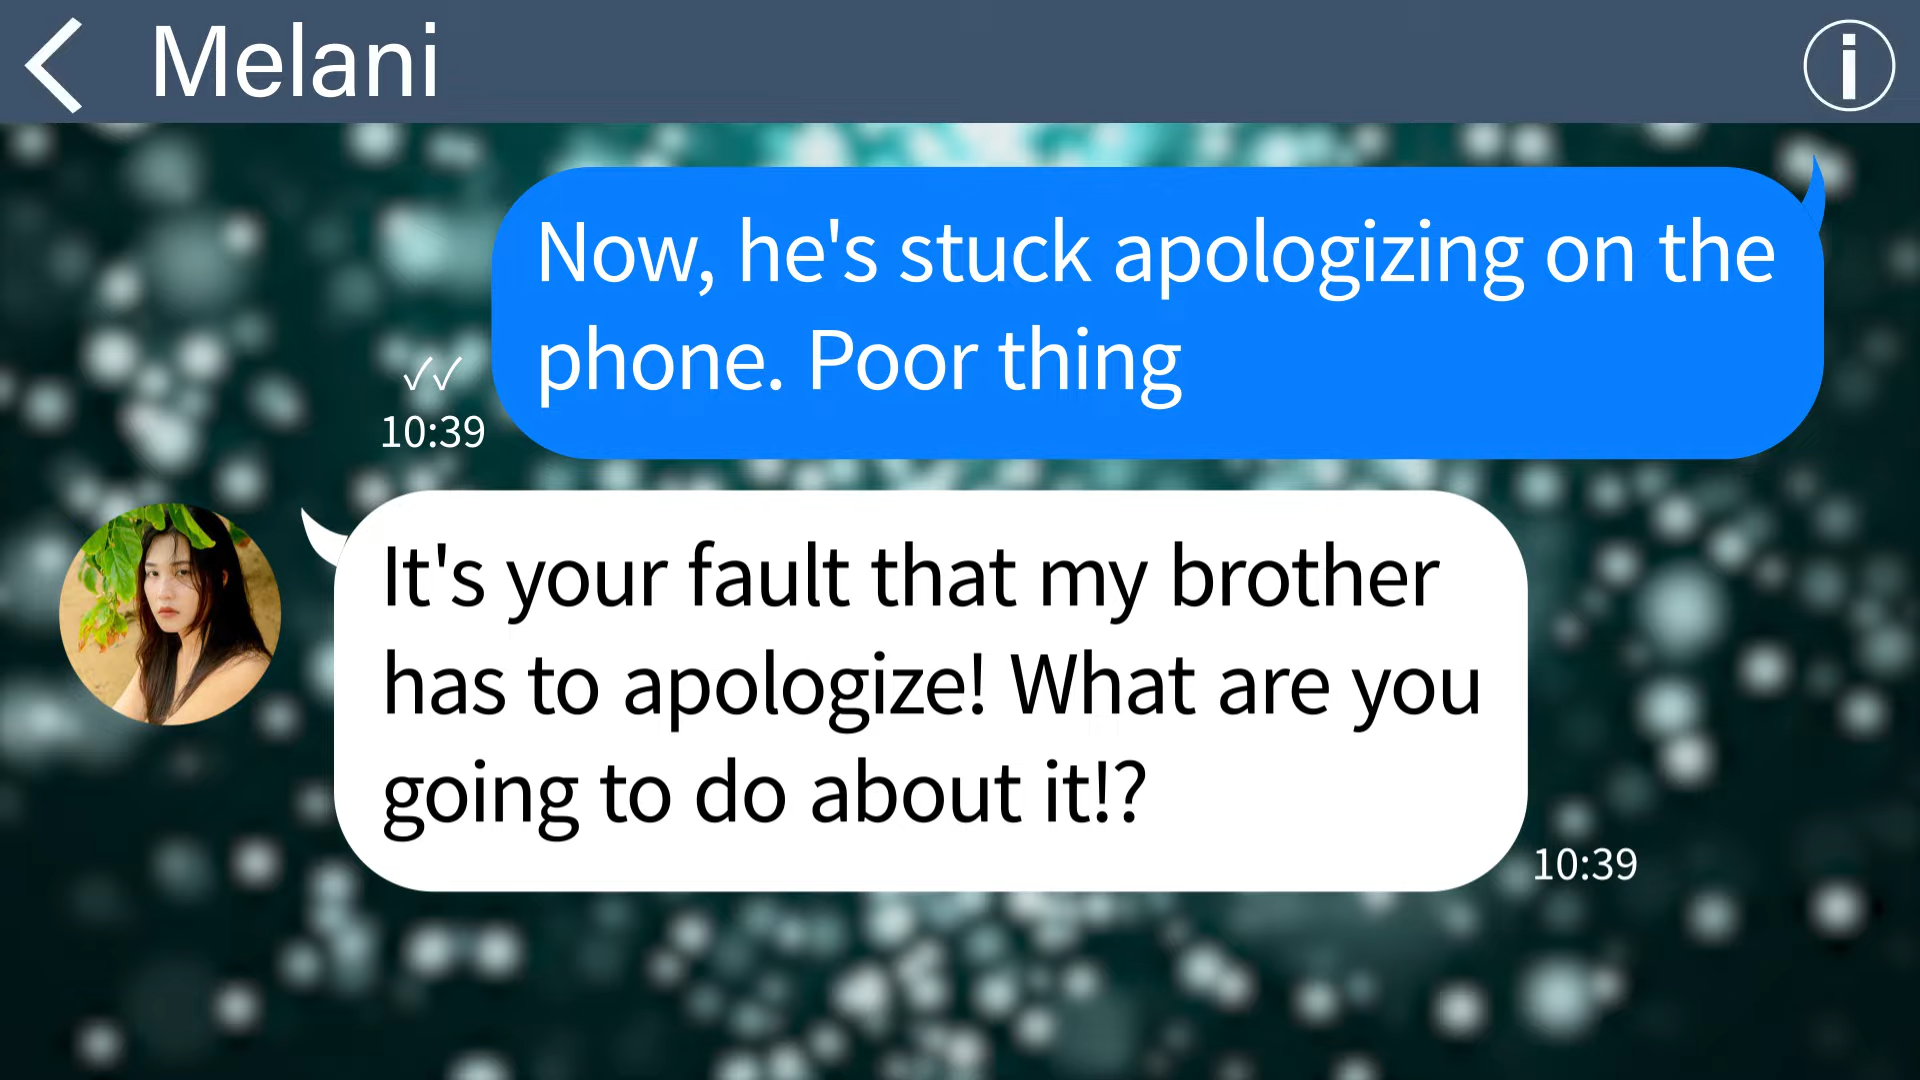 Melani
Now, he's stuck apologizing on the
phone. Poor thing
✓✓
10:39
It's your fault that my brother
has to apologize! What are you
going to do about it!?
10:39